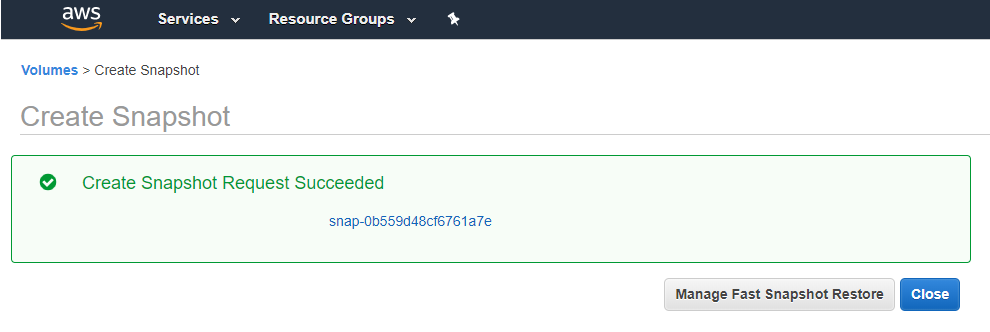 aws Services Resource Groups
Volumes > Create Snapshot
Create Snapshot
Create Snapshot Request Succeeded
snap-0b559d48cf6761a7e
Manage Fast Snapshot Restore Close